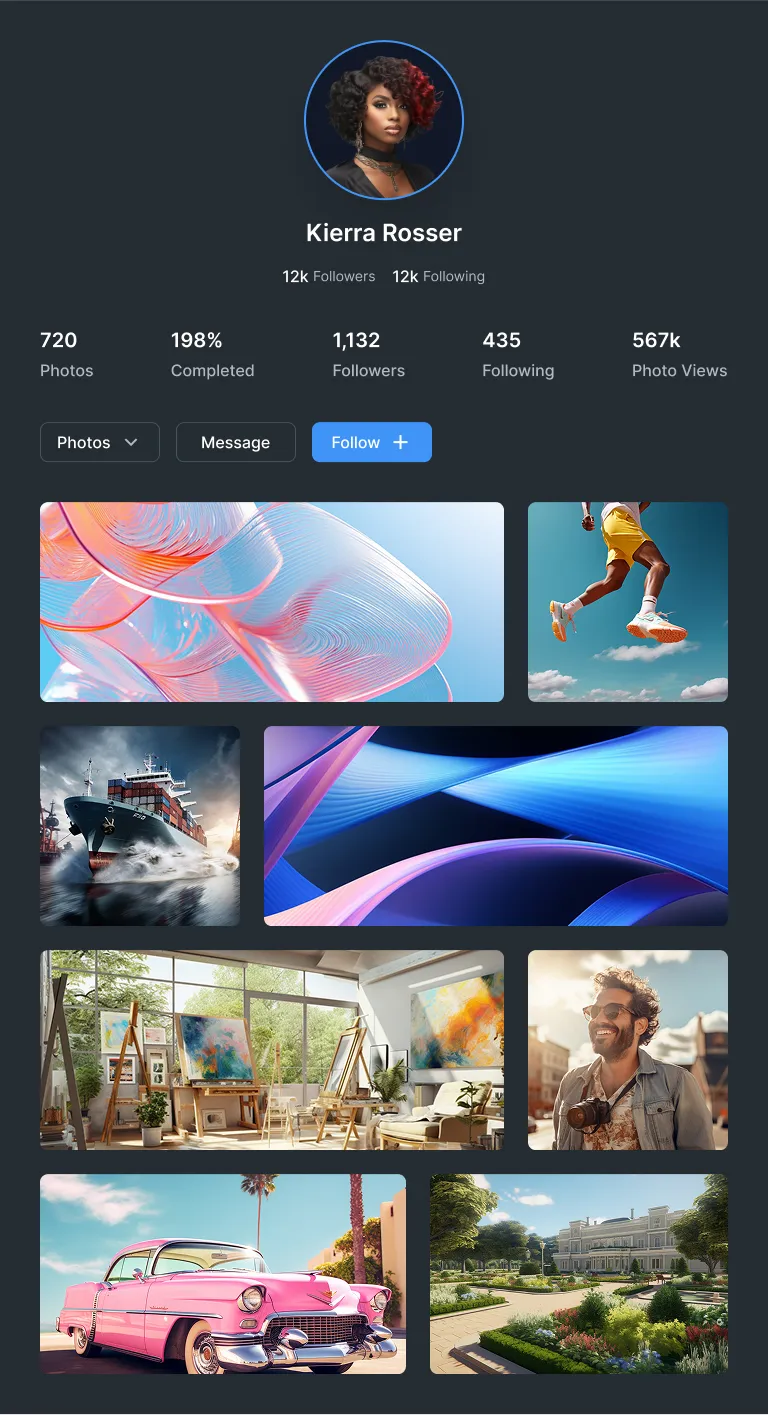 Kierra Rosser
12k Followers 12k Following
720 198% 1,132 435 567k
Photos Completed Followers Following Photo Views
Photos Message Follow